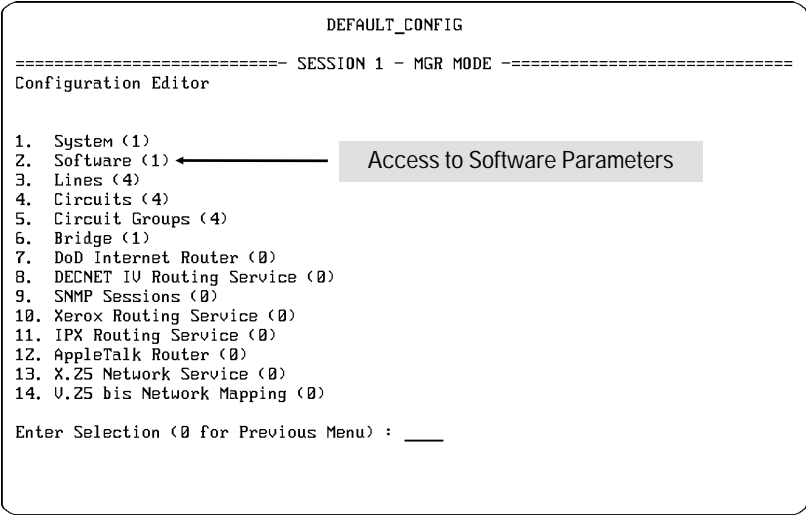 DEFAULT_CONFIG
===========================- SESSION 1 - MGR MODE -=============================
Configuration Editor
1. System (1)
2. Software (1)
Access to Software Parameters
3. Lines (4)
4. Circuits (4)
5. Circuit Groups (4)
6. Bridge (1)
7. DoD Internet Router (0)
8. DECNET IV Routing Service (0)
9. SNMP Sessions (0)
10. Xerox Routing Service (0)
11. IPX Routing Service (0)
12. AppleTalk Router (0)
13. X.25 Network Service (0)
14. V.25 bis Network Mapping (0)
Enter Selection (0 for Previous Menu) : ____